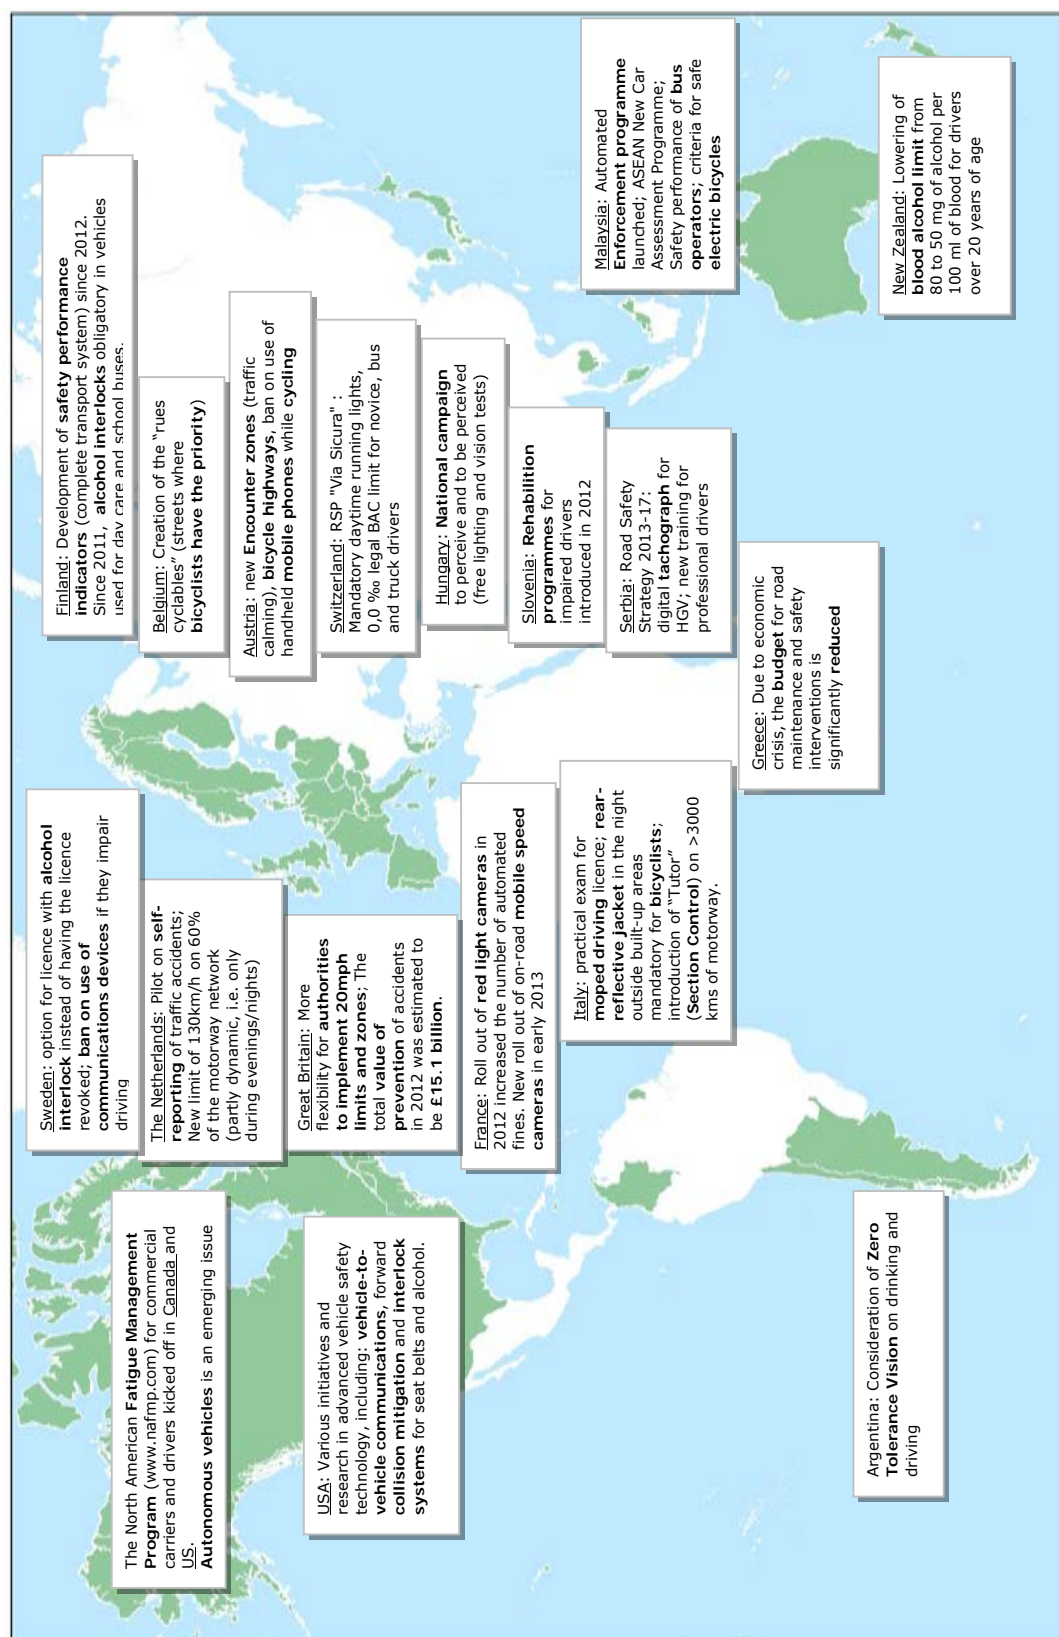 The North American Fatigue Management
Program (www.nafmp.com) for commercial
carriers and drivers kicked off in Canada and
US.
Autonomous vehicles is an emerging issue
USA: Various initiatives and
research in advanced vehicle safety
technology, including: vehicle-to-
vehicle communications, forward
collision mitigation and interlock
systems for seat belts and alcohol.
Argentina: Consideration of Zero
Tolerance Vision on drinking and
driving
Sweden: option for licence with alcohol
interlock instead of having the licence
revoked; ban on use of
communications devices if they impair
driving
The Netherlands: Pilot on self-
reporting of traffic accidents;
New limit of 130km/h on 60%
of the motorway network
(partly dynamic, i.e. only
during evenings/nights)
Great Britain: More
flexibility for authorities
to implement 20mph
limits and zones; The
total value of
prevention of accidents
in 2012 was estimated to
be £15.1 billion.
France: Roll out of red light cameras in
2012 increased the number of automated
fines. New roll out of on-road mobile speed
cameras in early 2013
Italy: practical exam for
moped driving licence; rear-
reflective jacket in the night
outside built-up areas
mandatory for bicyclists;
introduction of "Tutor"
(Section Control) on >3000
kms of motorway.
Greece: Due to economic
crisis, the budget for road
maintenance and safety
interventions is
significantly reduced
Finland: Development of safety performance
indicators (complete transport system) since 2012.
Since 2011, alcohol interlocks obligatory in vehicles
used for day care and school buses.
Belgium: Creation of the "rues
cyclables" (streets where
bicyclists have the priority)
Austria: new Encounter zones (traffic
calming), bicycle highways, ban on use of
handheld mobile phones while cycling
Switzerland: RSP "Via Sicura" :
Mandatory daytime running lights,
0,0 ‰ legal BAC limit for novice, bus
and truck drivers
Hungary: National campaign
to perceive and to be perceived
(free lighting and vision tests)
Slovenia: Rehabilition
programmes for
impaired drivers
introduced in 2012
Serbia: Road Safety
Strategy 2013-17:
digital tachograph for
HGV; new training for
professional drivers
Malaysia: Automated
Enforcement programme
launched; ASEAN New Car
Assessment Programme;
Safety performance of bus
operators; criteria for safe
electric bicycles
New Zealand: Lowering of
blood alcohol limit from
80 to 50 mg of alcohol per
100 ml of blood for drivers
over 20 years of age